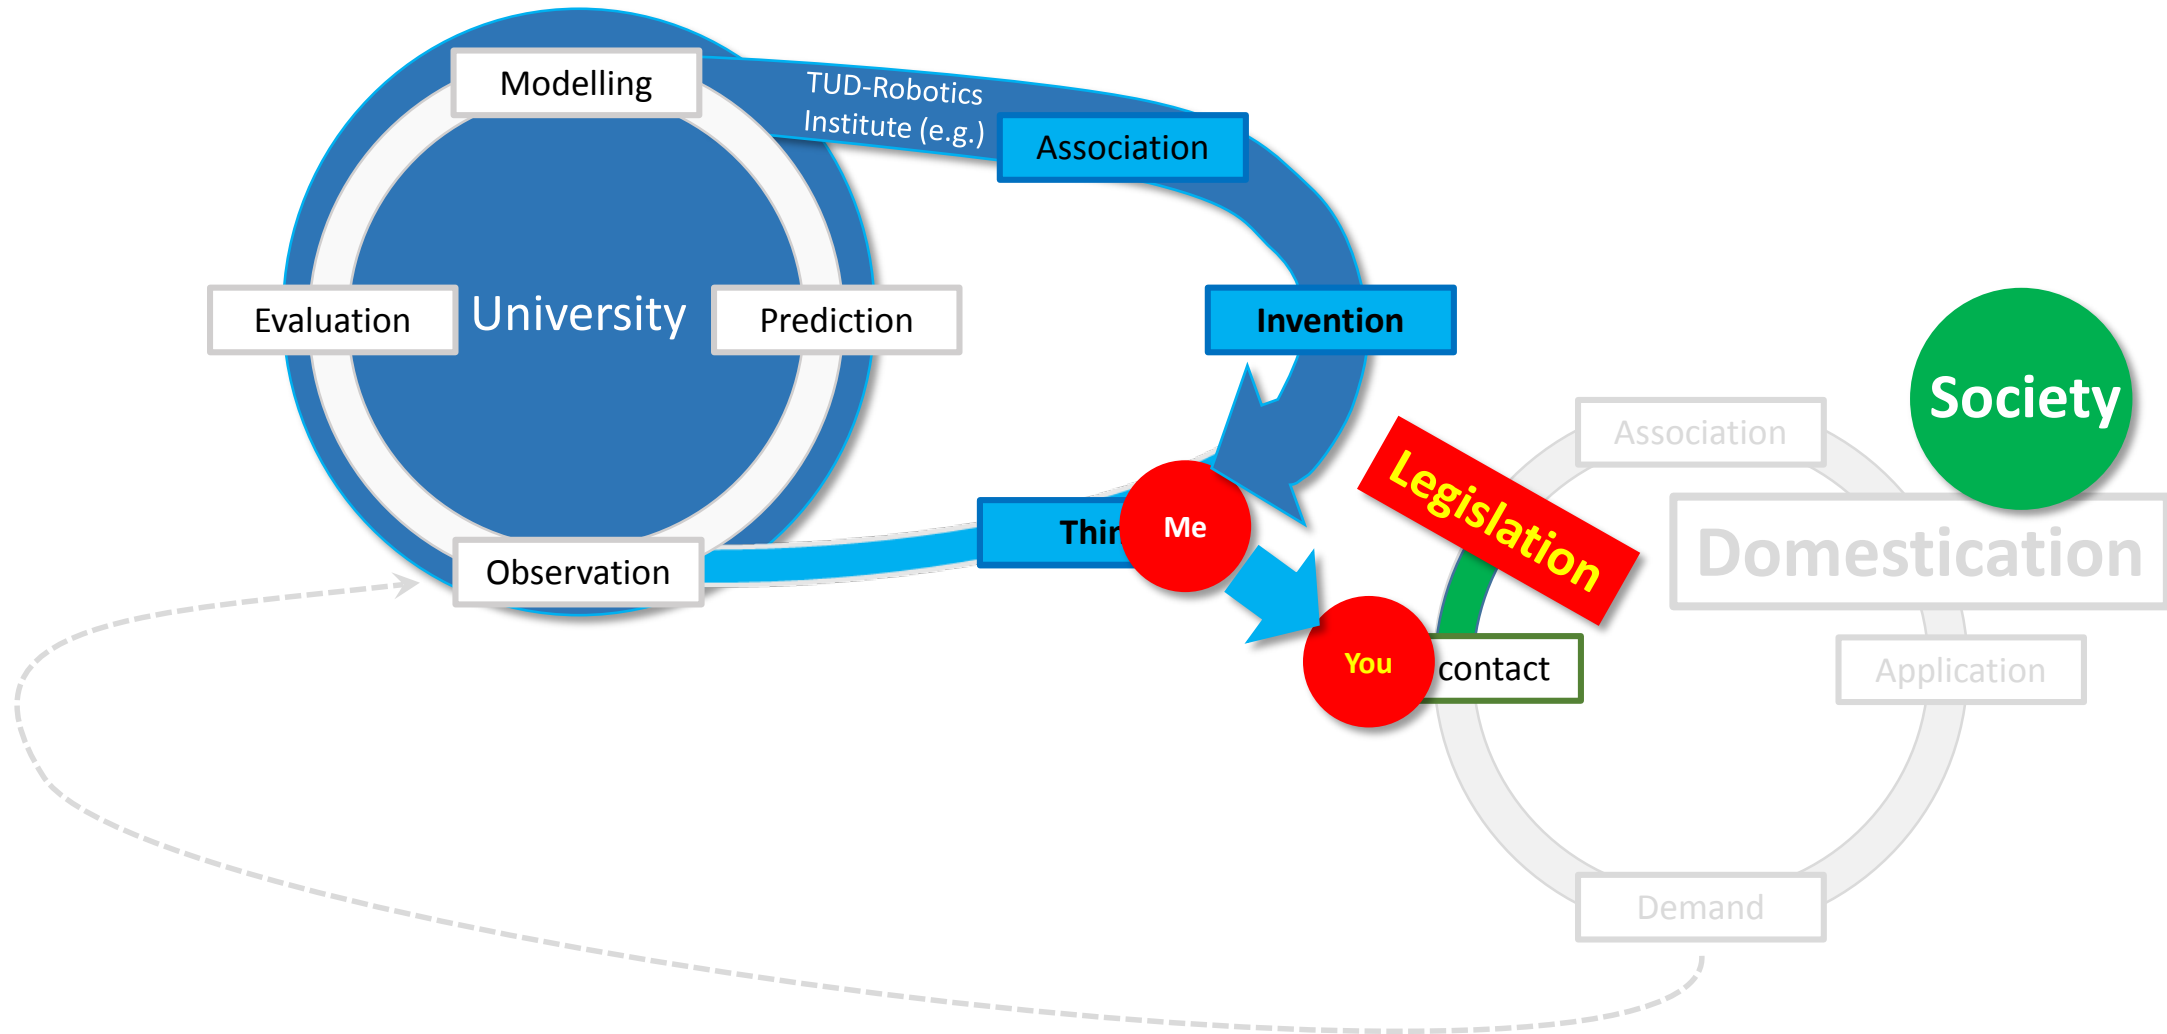 Modelling
TUD-Robotics
Institute (e.g.)
Association
Evaluation
University
Prediction
Invention
Society
Association
Legislation
Me
Domestication
Observation
You
contact
Application
Demand